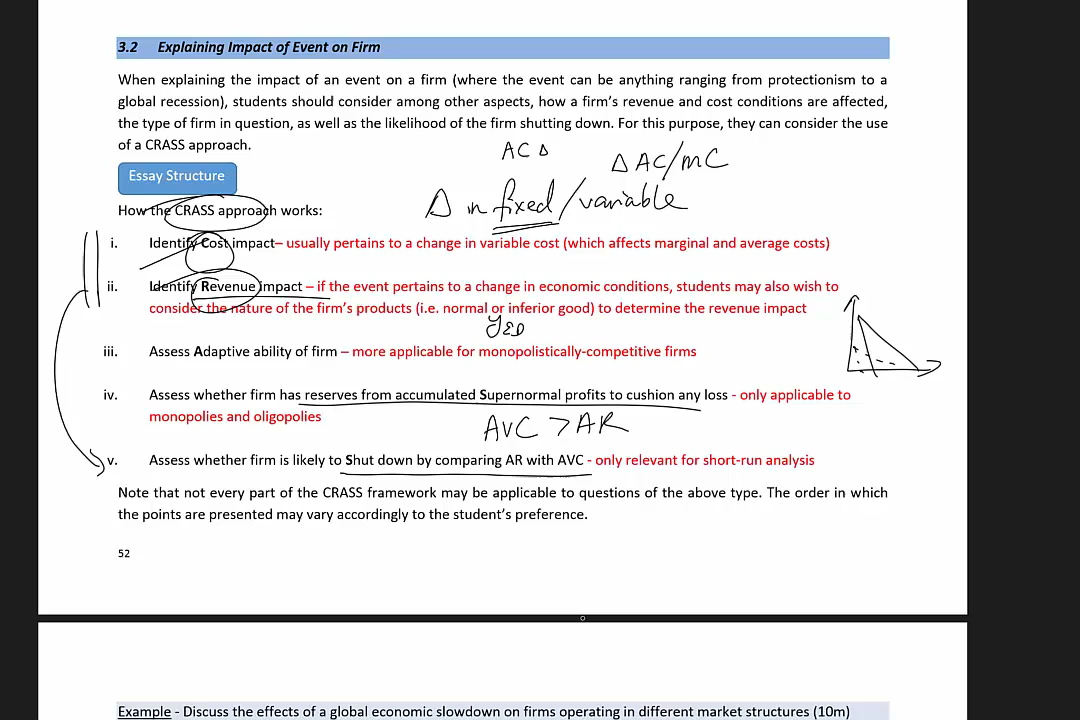 3.2 Explaining Impact of Event on Firm
When explaining the impact of an event on a firm (where the event can be anything ranging from protectionism to a
global recession), students should consider among other aspects, how a firm's revenue and cost conditions are affected,
the type of firm in question, as well as the likelihood of the firm shutting down. For this purpose, they can consider the use
of a CRASS approach.
AC Δ
Δ AC/MC
Essay Structure
Δ in fixed/variable
How the CRASS approach works:
i. Identify Cost impact– usually pertains to a change in variable cost (which affects marginal and average costs)
ii. Identify Revenue impact – if the event pertains to a change in economic conditions, students may also wish to
consider the nature of the firm's products (i.e. normal or inferior good) to determine the revenue impact
YED
iii. Assess Adaptive ability of firm – more applicable for monopolistically-competitive firms
iv. Assess whether firm has reserves from accumulated Supernormal profits to cushion any loss - only applicable to
monopolies and oligopolies
AVC > AR
v. Assess whether firm is likely to Shut down by comparing AR with AVC - only relevant for short-run analysis
Note that not every part of the CRASS framework may be applicable to questions of the above type. The order in which
the points are presented may vary accordingly to the student's preference.
52
Example - Discuss the effects of a global economic slowdown on firms operating in different market structures (10m)